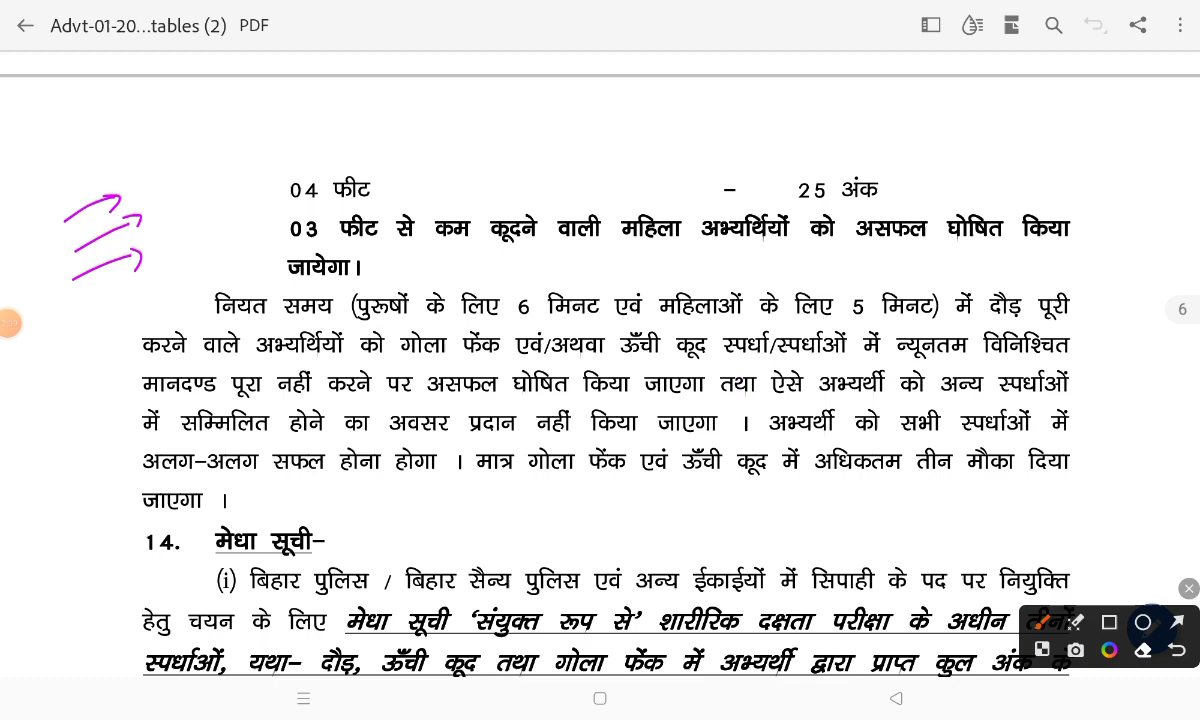 Advt-01-20...tables (2) PDF
04 फीट – 25 अंक
03 फीट से कम कूदने वाली महिला अभ्यर्थियों को असफल घोषित किया
जायेगा।
नियत समय (पुरूषों के लिए 6 मिनट एवं महिलाओं के लिए 5 मिनट) में दौड़ पूरी
6
करने वाले अभ्यर्थियों को गोला फेंक एवं/अथवा ऊँची कूद स्पर्धा/स्पर्धाओं में न्यूनतम विनिश्चित
मानदण्ड पूरा नहीं करने पर असफल घोषित किया जाएगा तथा ऐसे अभ्यर्थी को अन्य स्पर्धाओं
में सम्मिलित होने का अवसर प्रदान नहीं किया जाएगा । अभ्यर्थी को सभी स्पर्धाओं में
अलग-अलग सफल होना होगा । मात्र गोला फेंक एवं ऊँची कूद में अधिकतम तीन मौका दिया
जाएगा ।
14. मेधा सूची–
(i) बिहार पुलिस / बिहार सैन्य पुलिस एवं अन्य ईकाईयों में सिपाही के पद पर नियुक्ति
हेतु चयन के लिए मेधा सूची 'संयुक्त रूप से' शारीरिक दक्षता परीक्षा के अधीन तीनों
स्पर्धाओं, यथा– दौड़, ऊँची कूद तथा गोला फेंक में अभ्यर्थी द्वारा प्राप्त कुल अंक के